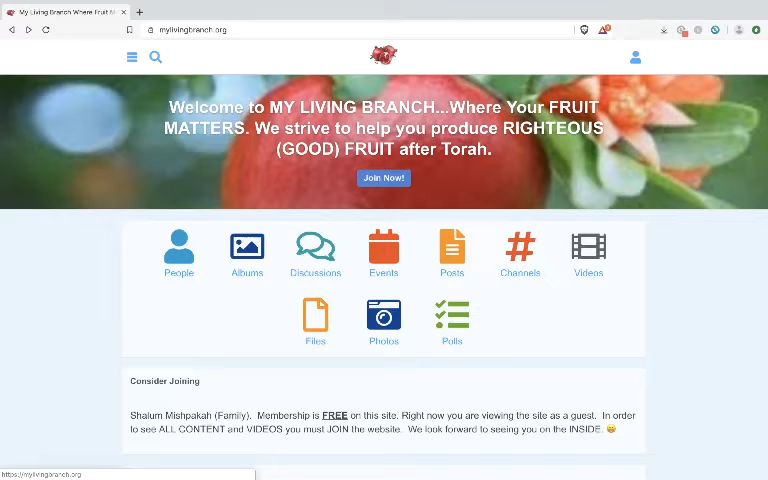 My Living Branch Where Fruit M
mylivingbranch.org
Welcome to MY LIVING BRANCH...Where Your FRUIT
MATTERS. We strive to help you produce RIGHTEOUS
(GOOD) FRUIT after Torah.
Join Now!
People
Albums
Discussions
Events
Posts
Channels
Videos
Files
Photos
Polls
Consider Joining
Shalum Mishpakah (Family). Membership is FREE on this site. Right now you are viewing the site as a guest. In order
to see ALL CONTENT and VIDEOS you must JOIN the website. We look forward to seeing you on the INSIDE. 😀
https://mylivingbranch.org